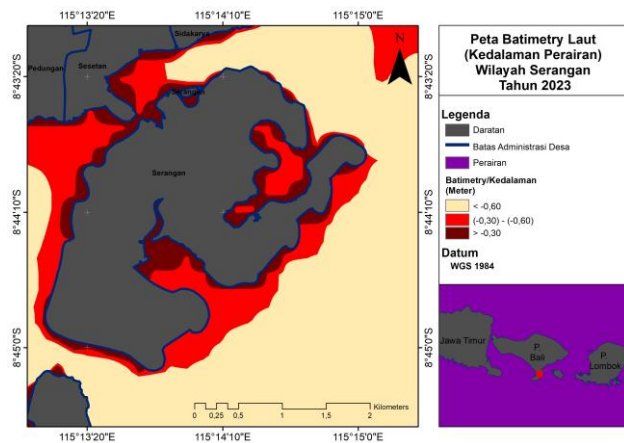 115°13'20"E
115°14'10"E
115°15'0"E
Sidakarya
Pedungan
Sesetan
N
8°43'20"S
8°43'20"S
Serangan
Serangan
8°44'10"S
8°44'10"S
8°45'0"S
8°45'0"S
Kilometers
0 0,25 0,5 1 1,5 2
115°13'20"E
115°14'10"E
115°15'0"E
Peta Batimetry Laut
(Kedalaman Perairan)
Wilayah Serangan
Tahun 2023
Legenda
Daratan
Batas Administrasi Desa
Perairan
Batimetry/Kedalaman
(Meter)
< -0,60
(-0,30) - (-0,60)
> -0,30
Datum
WGS 1984
Jawa Timur
P.
Bali
P.
Lombok